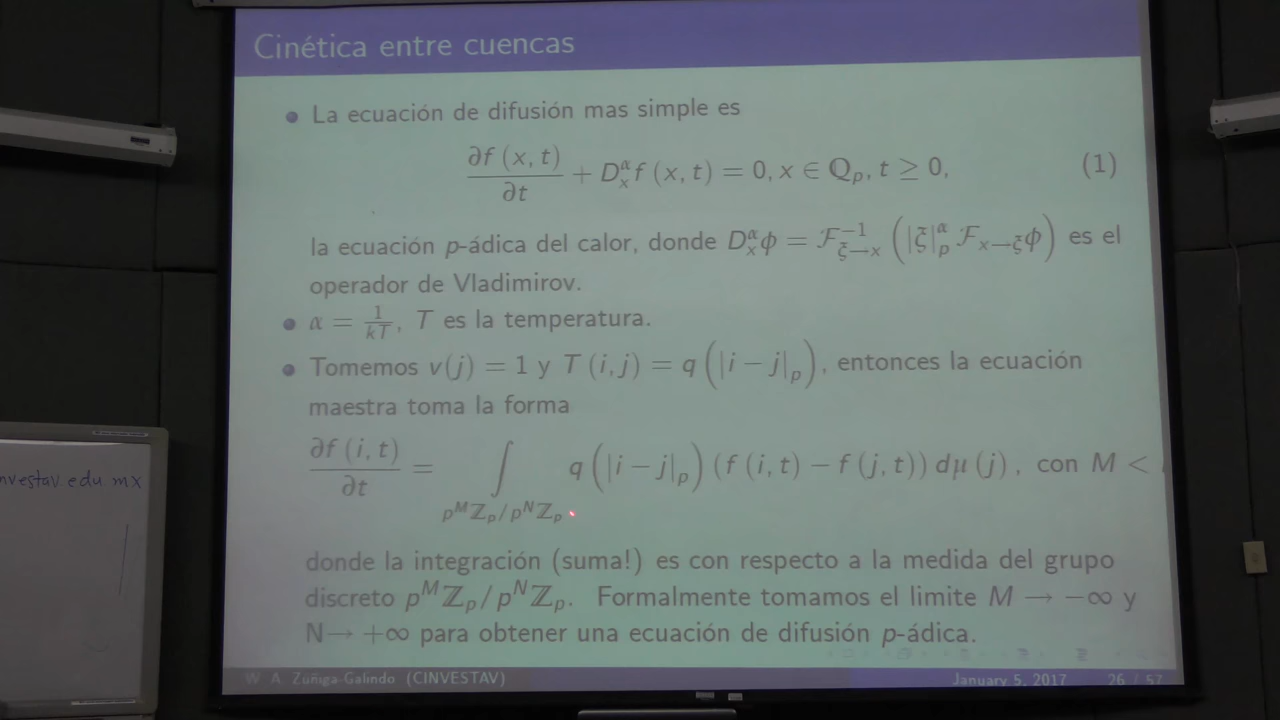 Cinética entre cuencas
La ecuación de difusión mas simple es
∂f (x, t) / ∂t + D_x^α f (x, t) = 0, x ∈ ℚ_p, t ≥ 0, (1)
la ecuación p-ádica del calor, donde D_x^α ϕ = ℱ^{-1}_{ξ→x} ( |ξ|_p^α ℱ_{x→ξ} ϕ ) es el
operador de Vladimirov.
α = 1/kT, T es la temperatura.
Tomemos v(j) = 1 y T (i, j) = q ( |i − j|_p ), entonces la ecuación
maestra toma la forma
∂f (i, t) / ∂t = ∫_{p^M ℤ_p / p^N ℤ_p} q ( |i − j|_p ) (f (i, t) − f (j, t)) dμ (j), con M <
donde la integración (suma!) es con respecto a la medida del grupo
discreto p^M ℤ_p / p^N ℤ_p. Formalmente tomamos el limite M → −∞ y
N→ +∞ para obtener una ecuación de difusión p-ádica.
W. A. Zúñiga-Galindo (CINVESTAV) January 5, 2017 26 / 57
nvestav.edu.mx